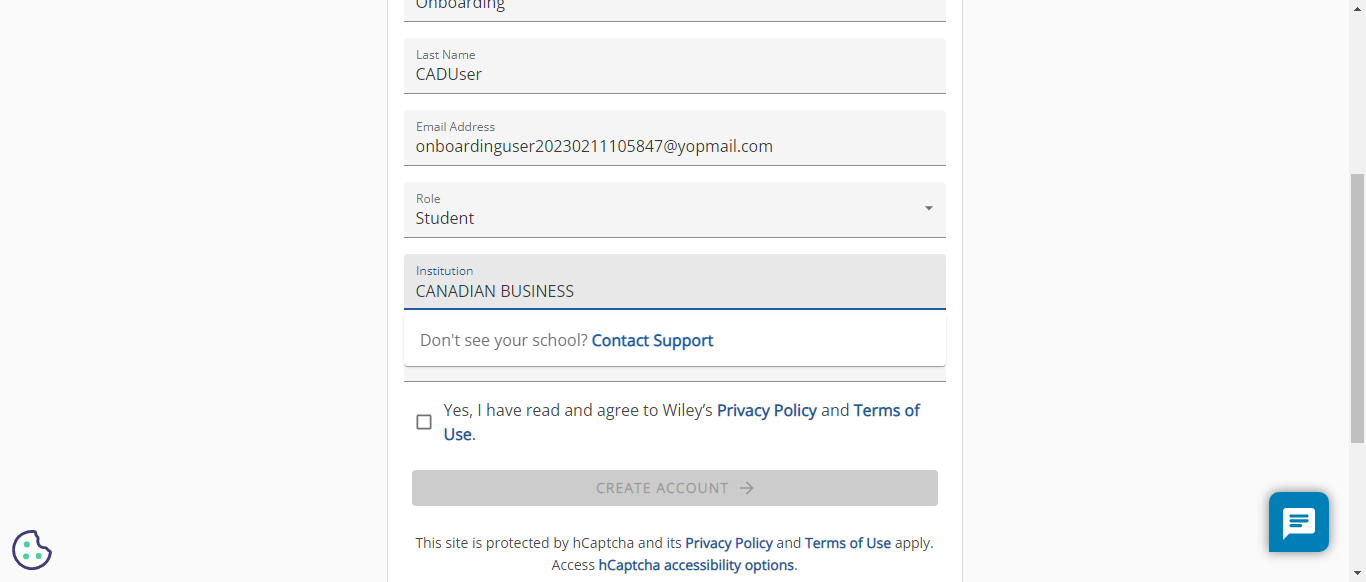 Onboarding
Last Name
CADUser
Email Address
onboardinguser20230211105847@yopmail.com
Role
Student
Institution
CANADIAN BUSINESS
Don't see your school? Contact Support
Yes, I have read and agree to Wiley’s Privacy Policy and Terms of
Use.
CREATE ACCOUNT
This site is protected by hCaptcha and its Privacy Policy and Terms of Use apply.
Access hCaptcha accessibility options.